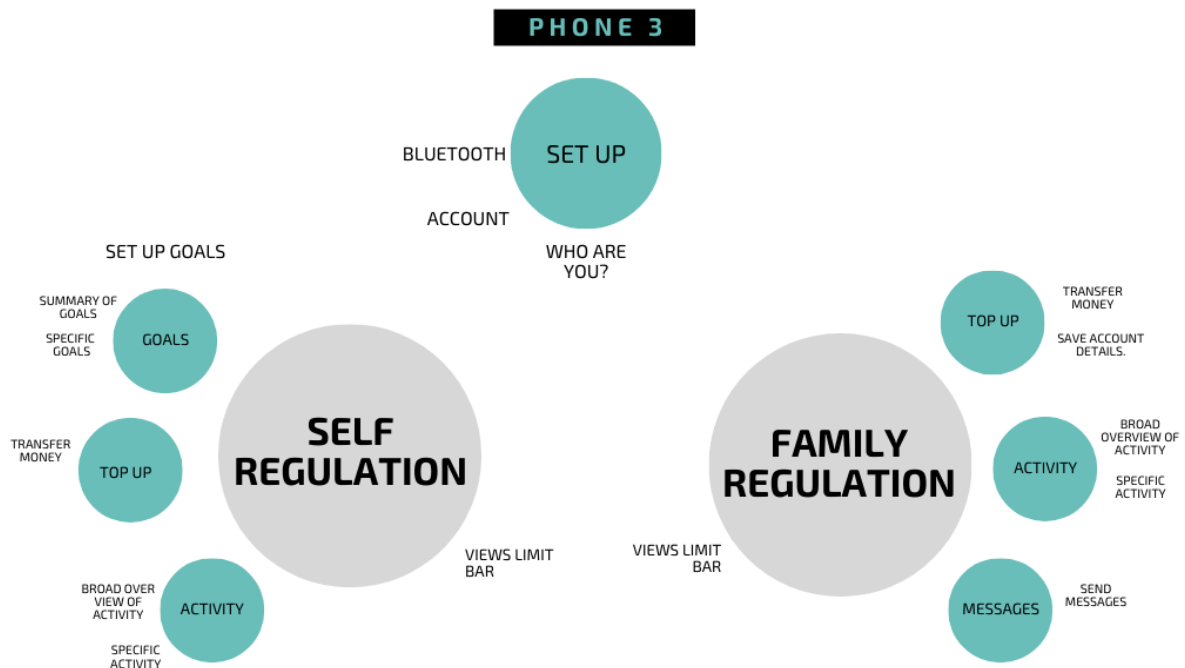 PHONE 3
SET UP
BLUETOOTH
ACCOUNT
WHO ARE
YOU?
SET UP GOALS
SUMMARY OF
GOALS
SPECIFIC
GOALS
GOALS
TRANSFER
MONEY
TOP UP
BROAD OVER
VIEW OF
ACTIVITY
SPECIFIC
ACTIVITY
ACTIVITY
SELF
REGULATION
VIEWS LIMIT
BAR
FAMILY
REGULATION
VIEWS LIMIT
BAR
TOP UP
TRANSFER
MONEY
SAVE ACCOUNT
DETAILS.
ACTIVITY
BROAD
OVERVIEW OF
ACTIVITY
SPECIFIC
ACTIVITY
MESSAGES
SEND
MESSAGES